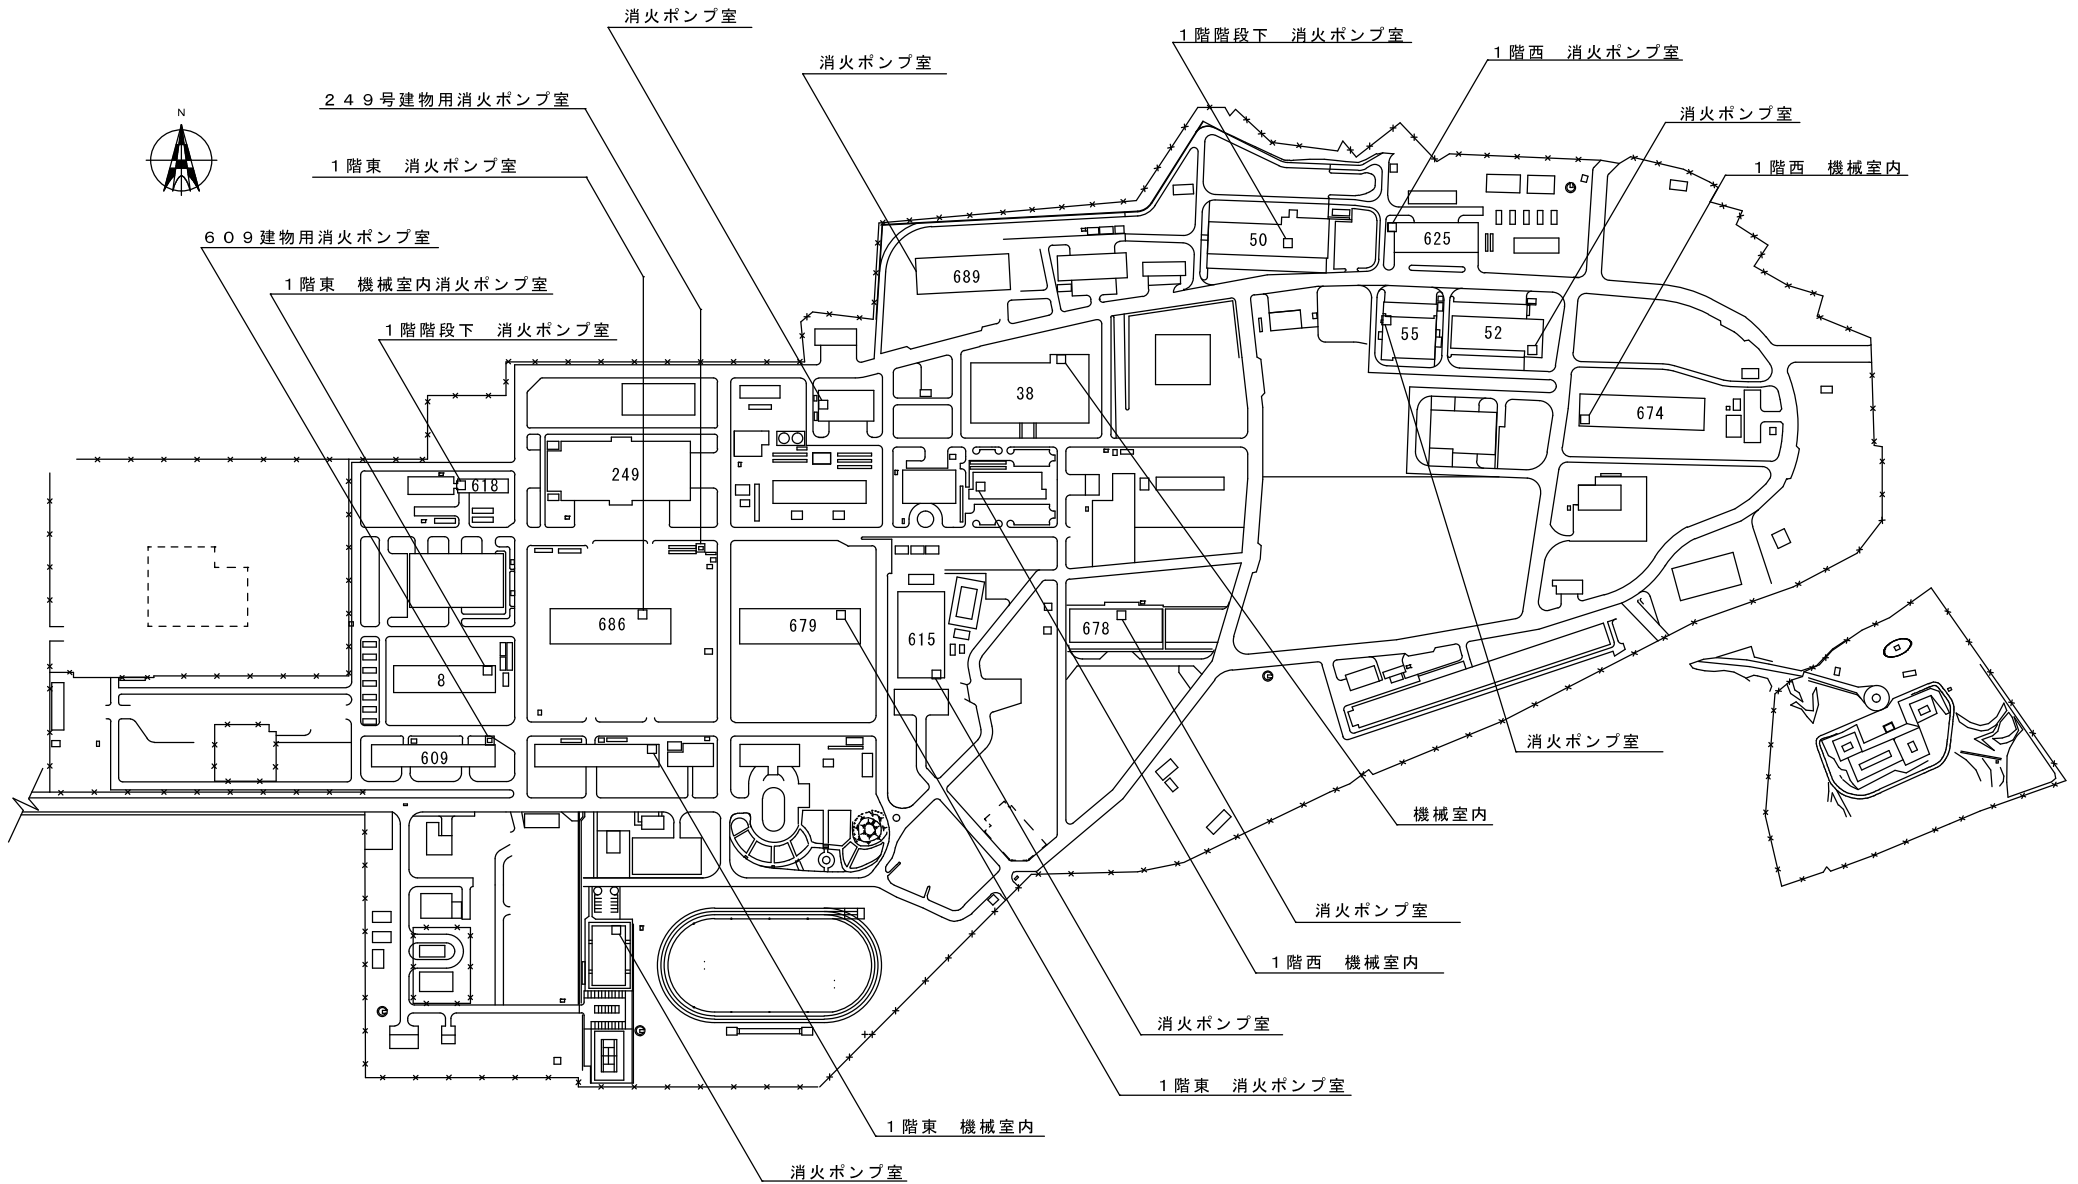 消火ポンプ室
1階階段下　消火ポンプ室
1階西　消火ポンプ室
消火ポンプ室
249号建物用消火ポンプ室
消火ポンプ室
N
1階東　消火ポンプ室
1階西　機械室内
609建物用消火ポンプ室
50
625
689
1階東　機械室内消火ポンプ室
1階階段下　消火ポンプ室
55
52
38
674
249
618
686
679
678
615
8
消火ポンプ室
609
機械室内
消火ポンプ室
1階西　機械室内
消火ポンプ室
1階東　消火ポンプ室
1階東　機械室内
消火ポンプ室